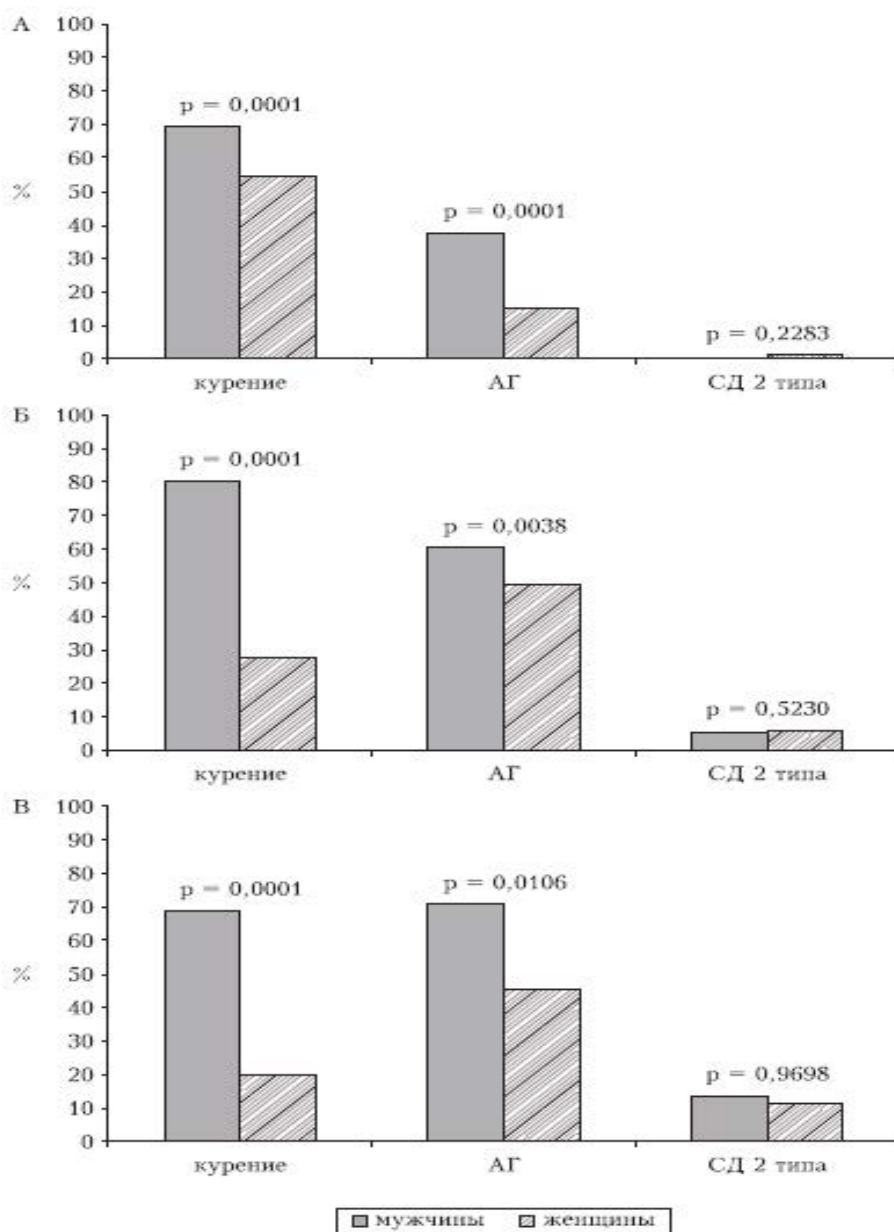 А
100
90
80
70
60
50
40
30
20
10
0
%
p = 0,0001
p = 0,0001
p = 0,2283
курение АГ СД 2 типа
Б
100
90
80
70
60
50
40
30
20
10
0
%
p = 0,0001
p = 0,0038
p = 0,5230
курение АГ СД 2 типа
В
100
90
80
70
60
50
40
30
20
10
0
%
p = 0,0001
p = 0,0106
p = 0,9698
курение АГ СД 2 типа
мужчины женщины